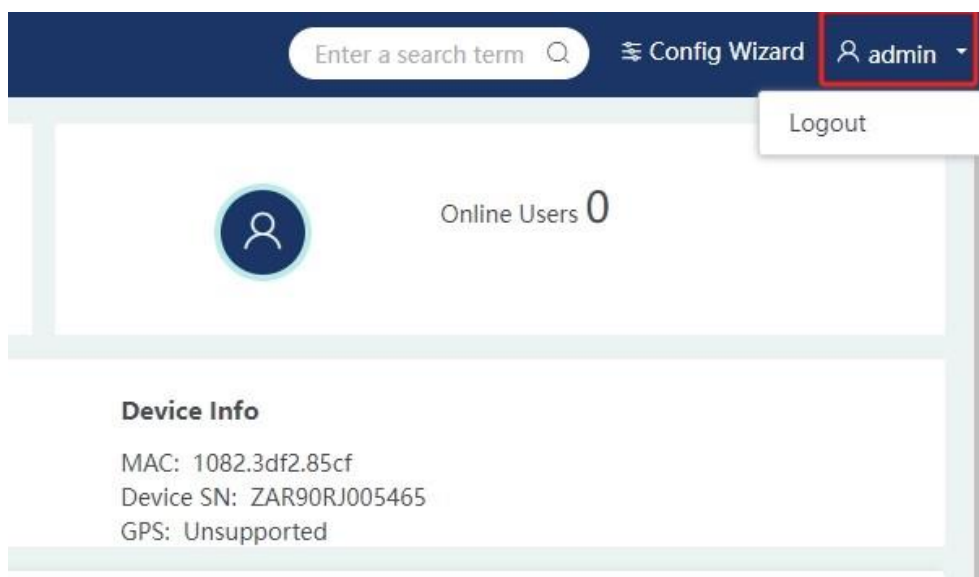 Enter a search term Config Wizard admin
Logout
Online Users 0
Device Info
MAC: 1082.3df2.85cf
Device SN: ZAR90RJ005465
GPS: Unsupported